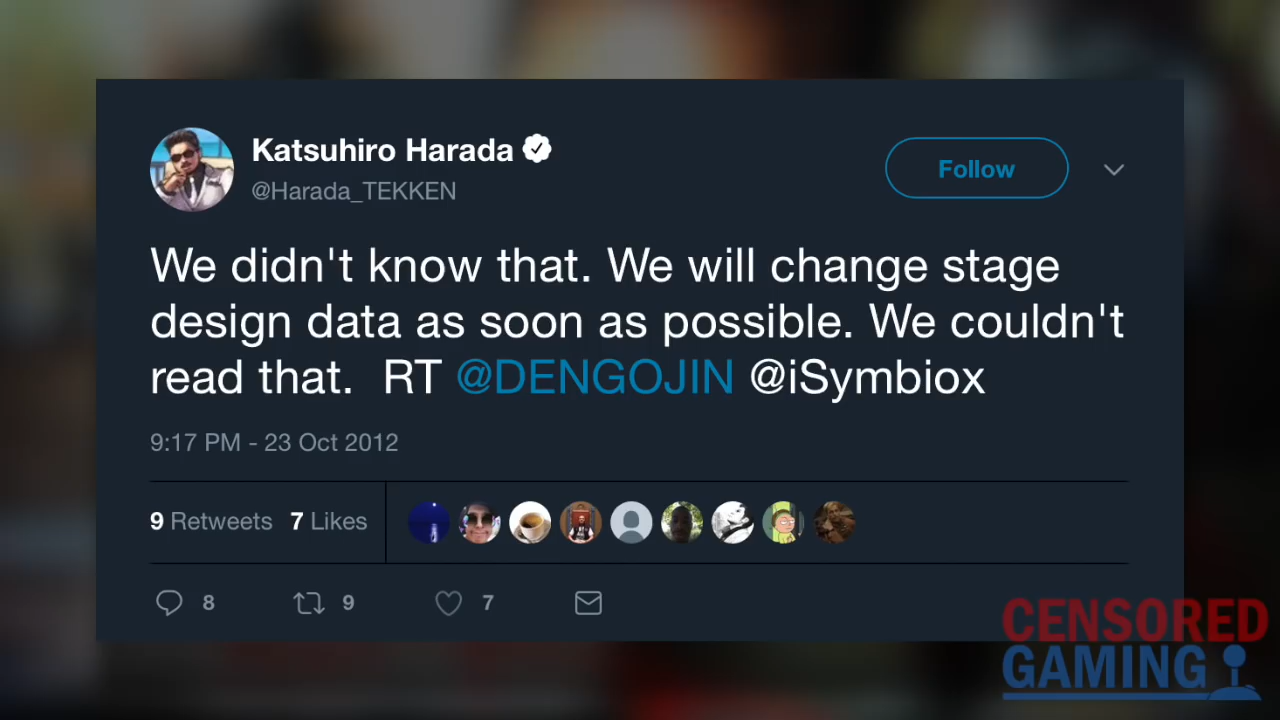 Katsuhiro Harada
@Harada_TEKKEN
Follow
We didn't know that. We will change stage
design data as soon as possible. We couldn't
read that.  RT @DENGOJIN @iSymbiox
9:17 PM - 23 Oct 2012
9 Retweets 7 Likes
8 9 7
CENSORED
GAMING